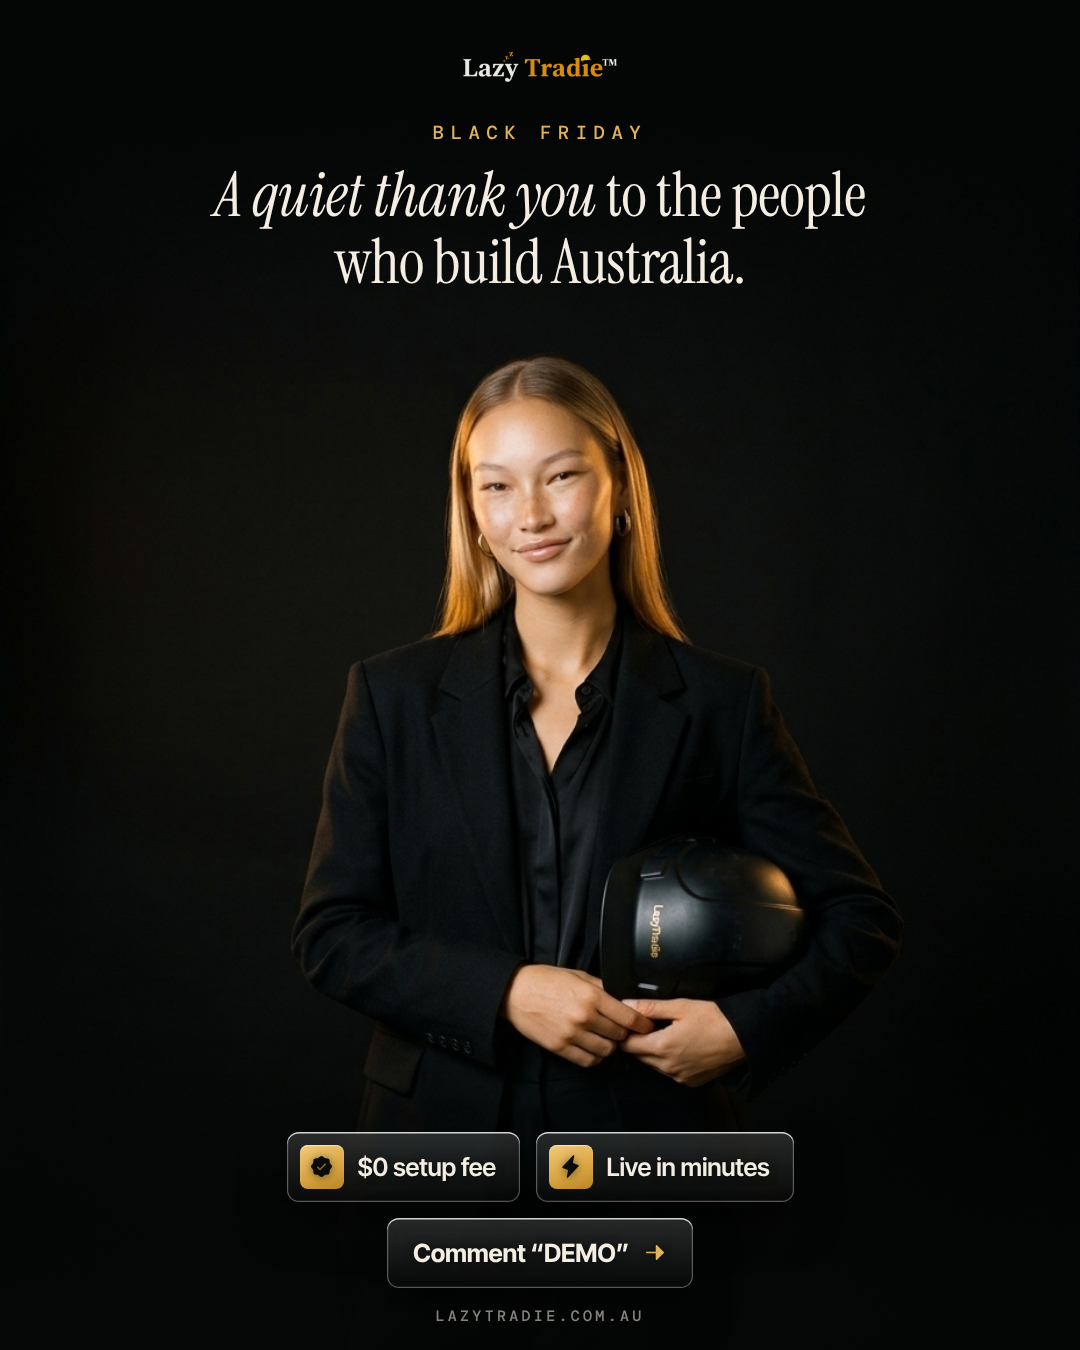 Lazy Tradie™
BLACK FRIDAY
A quiet thank you to the people
who build Australia.
LazyTradie
$0 setup fee
Live in minutes
Comment “DEMO”
LAZYTRADIE.COM.AU